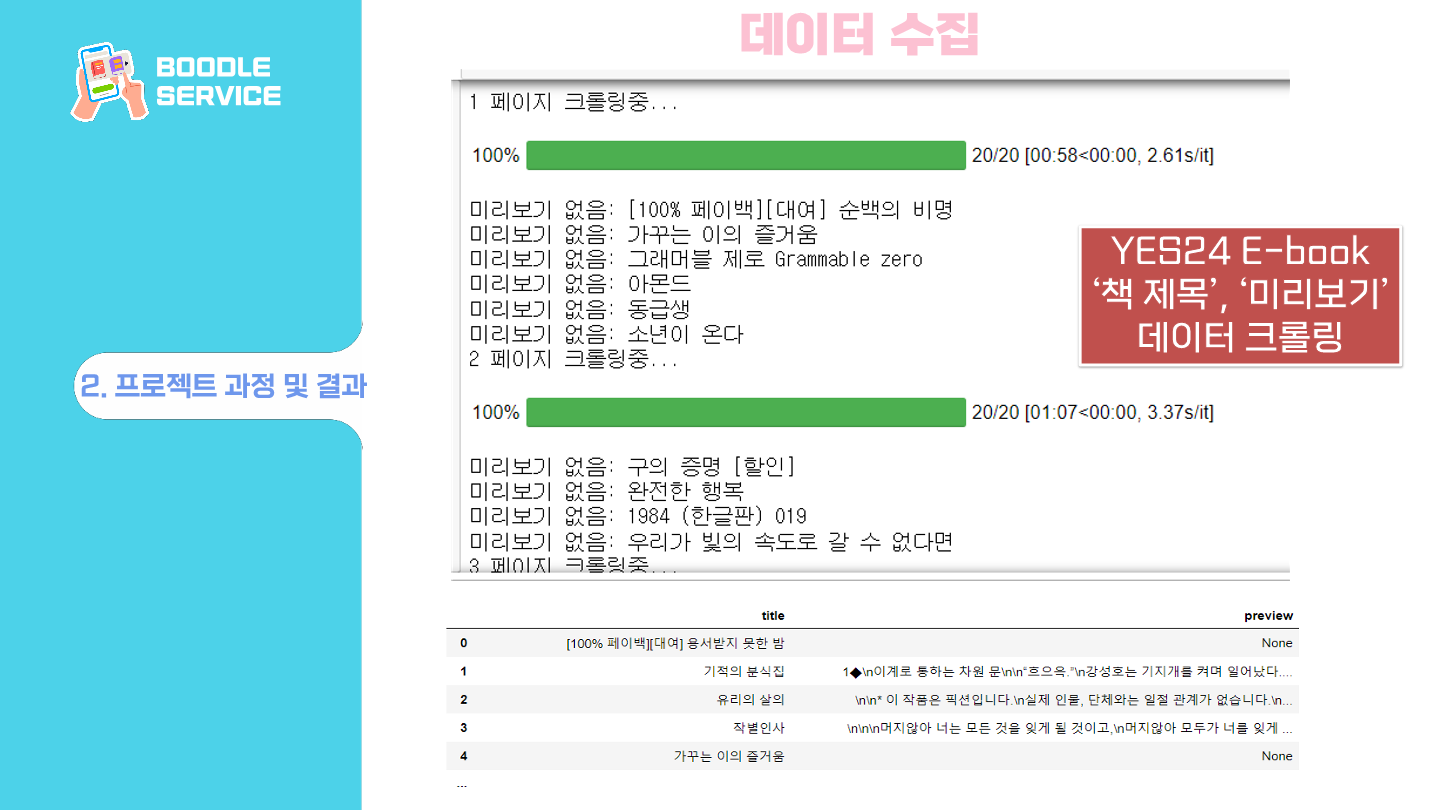 데이터 수집
BOODLE
SERVICE
1 페이지 크롤링중...
100% 20/20 [00:58<00:00, 2.61s/it]
미리보기 없음: [100% 페이백][대여] 순백의 비명
미리보기 없음: 가꾸는 이의 즐거움
미리보기 없음: 그래머블 제로 Grammable zero
미리보기 없음: 아몬드
미리보기 없음: 동급생
미리보기 없음: 소년이 온다
2 페이지 크롤링중...
100% 20/20 [01:07<00:00, 3.37s/it]
미리보기 없음: 구의 증명 [할인]
미리보기 없음: 완전한 행복
미리보기 없음: 1984 (한글판) 019
미리보기 없음: 우리가 빛의 속도로 갈 수 없다면
3 페이지 크롤링중...
YES24 E-book
‘책 제목’, ‘미리보기’
데이터 크롤링
2. 프로젝트 과정 및 결과
title preview
0 [100% 페이백][대여] 용서받지 못한 밤 None
1 기적의 분식집 1◆\n이계로 통하는 차원 문\n\n“흐으윽.”\n강성호는 기지개를 켜며 일어났다....
2 유리의 살의 \n\n* 이 작품은 픽션입니다.\n실제 인물, 단체와는 일절 관계가 없습니다.\n...
3 작별인사 \n\n\n머지않아 너는 모든 것을 잊게 될 것이고,\n머지않아 모두가 너를 잊게 ...
4 가꾸는 이의 즐거움 None
...